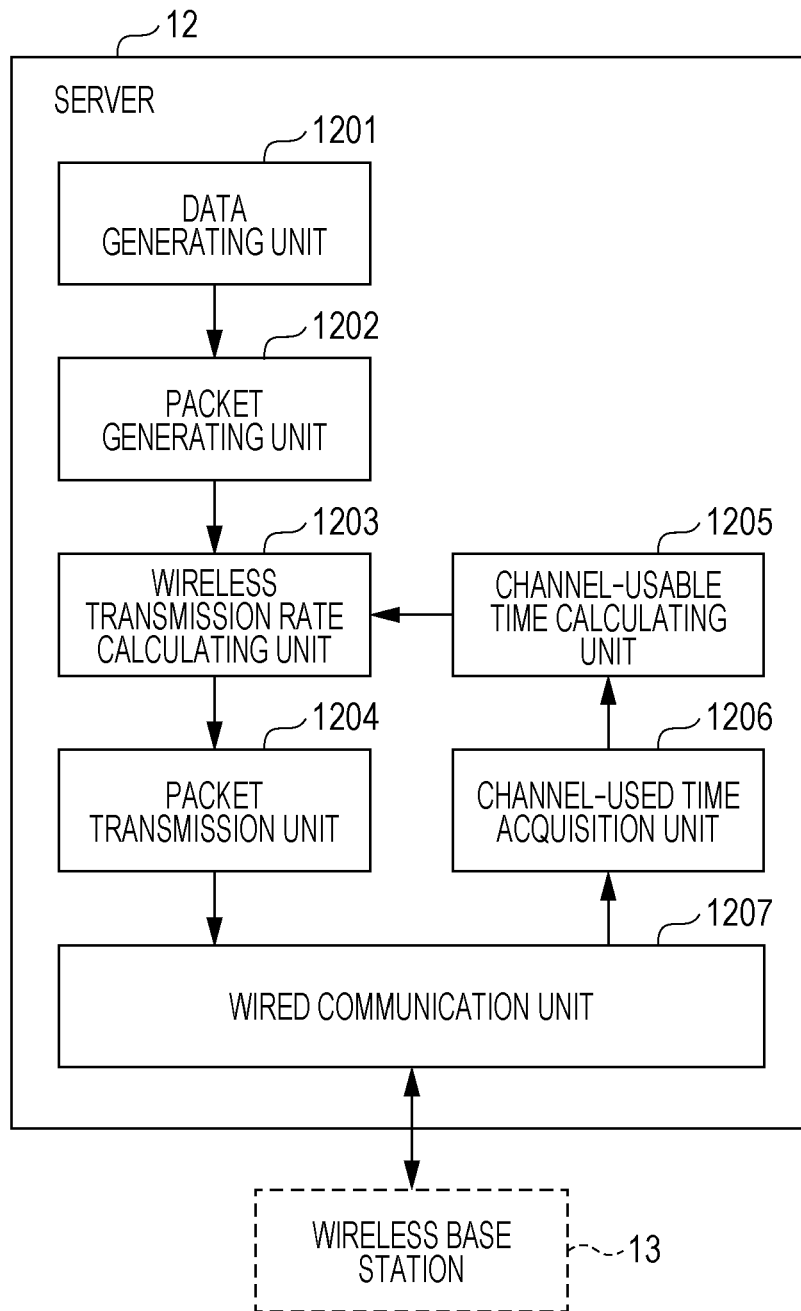 12
SERVER
1201
DATA
GENERATING UNIT
1202
PACKET
GENERATING UNIT
1203
WIRELESS
TRANSMISSION RATE
CALCULATING UNIT
1205
CHANNEL-USABLE
TIME CALCULATING
UNIT
1204
PACKET
TRANSMISSION UNIT
1206
CHANNEL-USED TIME
ACQUISITION UNIT
1207
WIRED COMMUNICATION UNIT
WIRELESS BASE
STATION
13